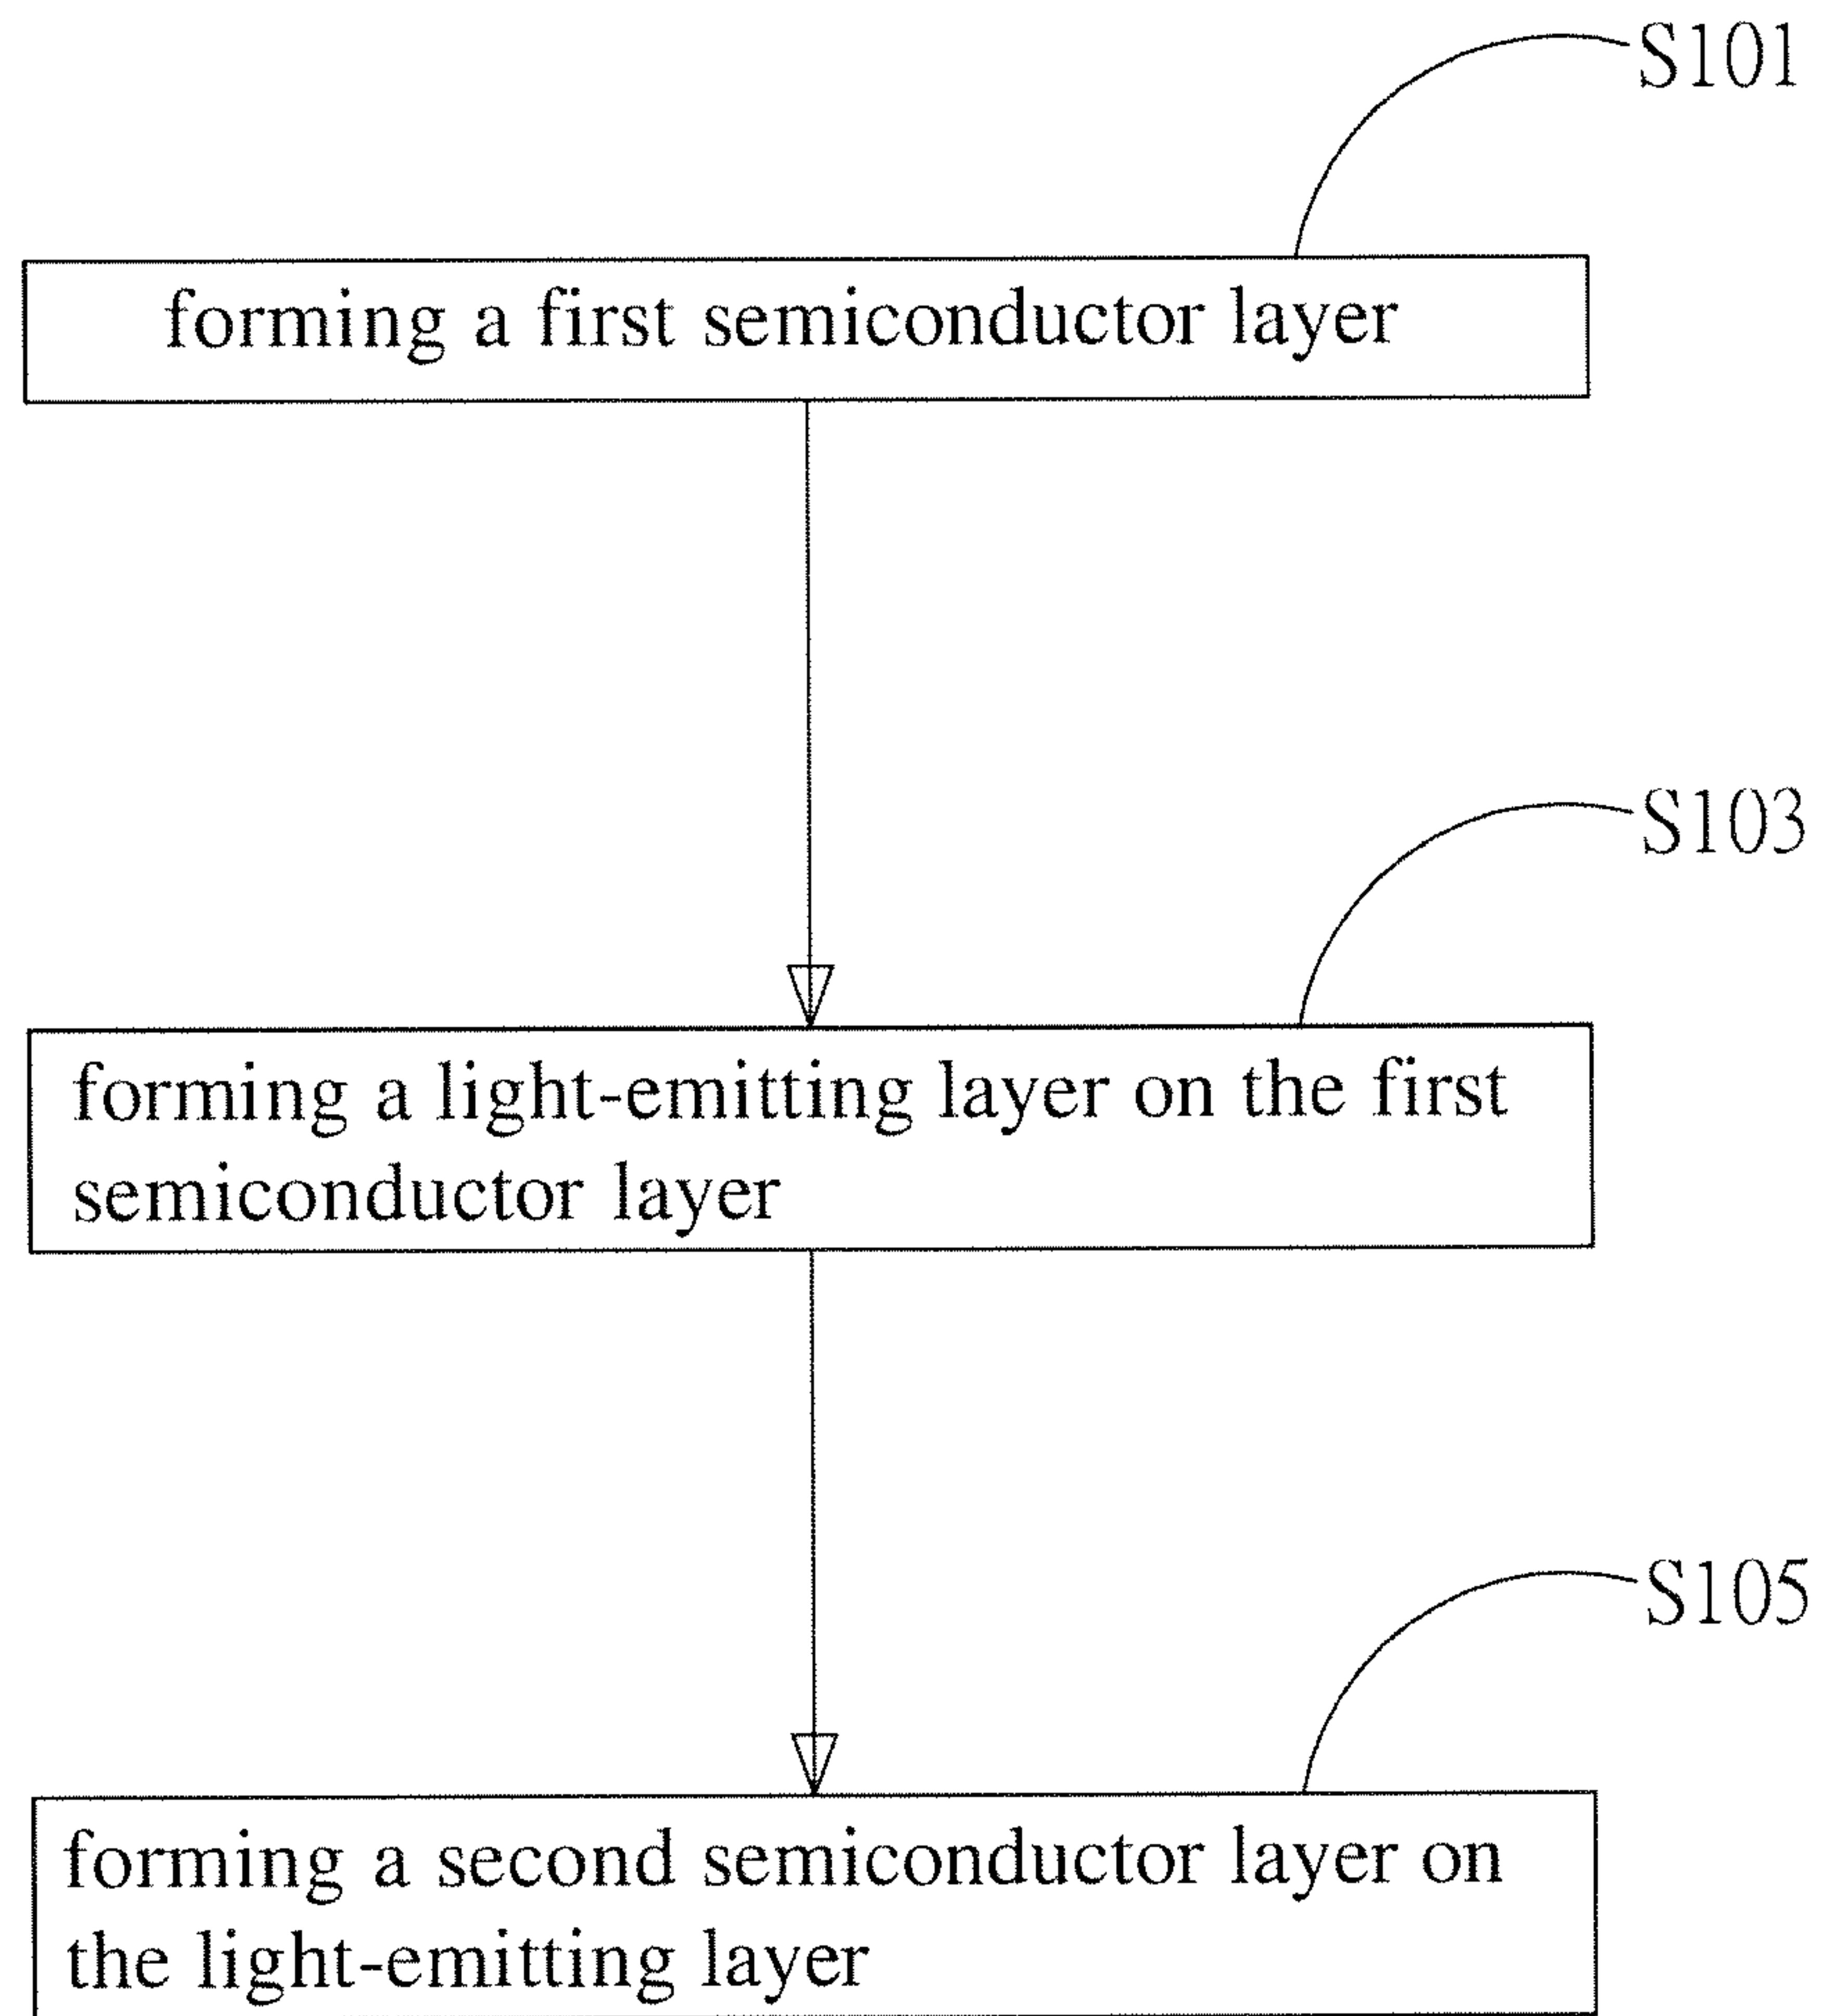 S101
forming a first semiconductor layer
S103
forming a light-emitting layer on the first
semiconductor layer
S105
forming a second semiconductor layer on
the light-emitting layer